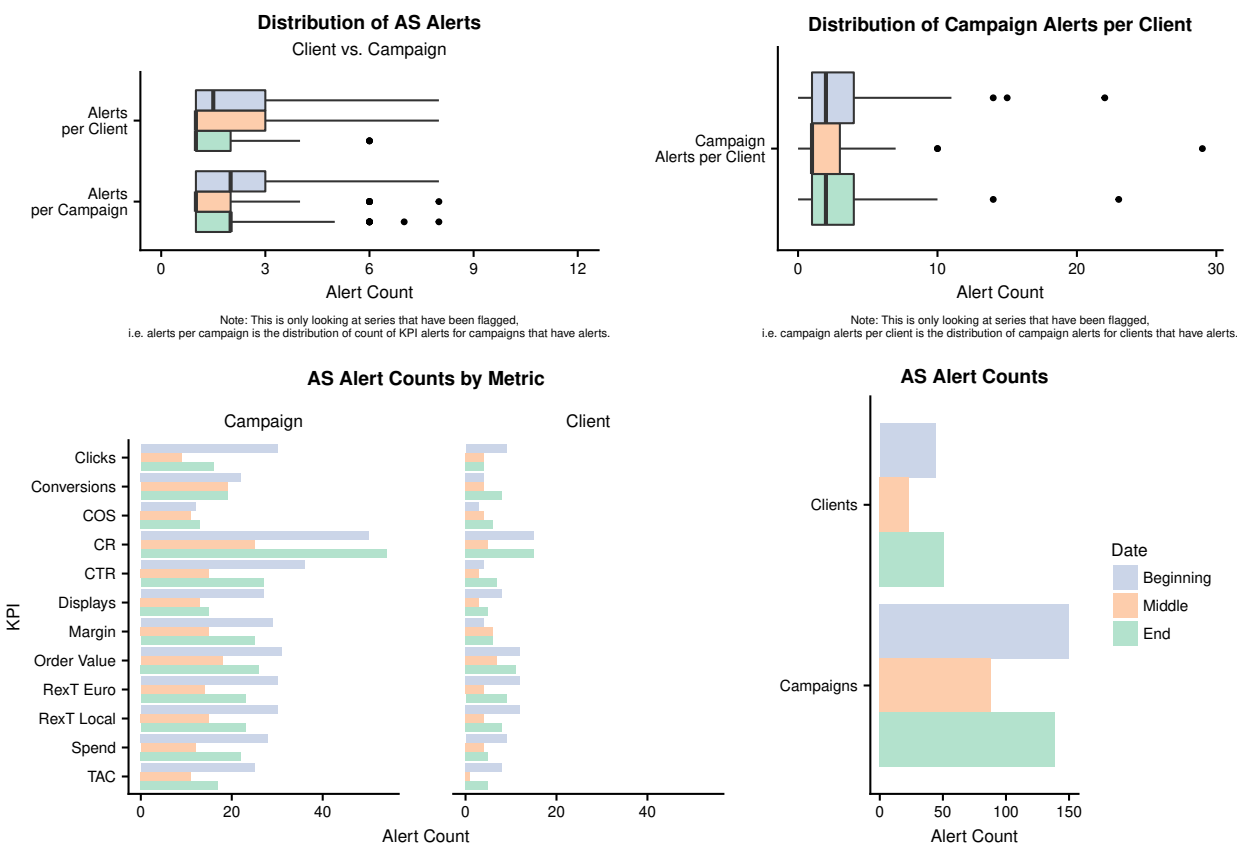 Distribution of AS Alerts
Client vs. Campaign
Alerts
per Client
Alerts
per Campaign
0 3 6 9 12
Alert Count
Note: This is only looking at series that have been flagged,
i.e. alerts per campaign is the distribution of count of KPI alerts for campaigns that have alerts.
Distribution of Campaign Alerts per Client
Campaign
Alerts per Client
0 10 20 30
Alert Count
Note: This is only looking at series that have been flagged,
i.e. campaign alerts per client is the distribution of campaign alerts for clients that have alerts.
AS Alert Counts by Metric
Campaign Client
KPI
Clicks
Conversions
COS
CR
CTR
Displays
Margin
Order Value
RexT Euro
RexT Local
Spend
TAC
0 20 40 0 20 40
Alert Count
AS Alert Counts
Clients
Campaigns
0 50 100 150
Alert Count
Date
Beginning
Middle
End